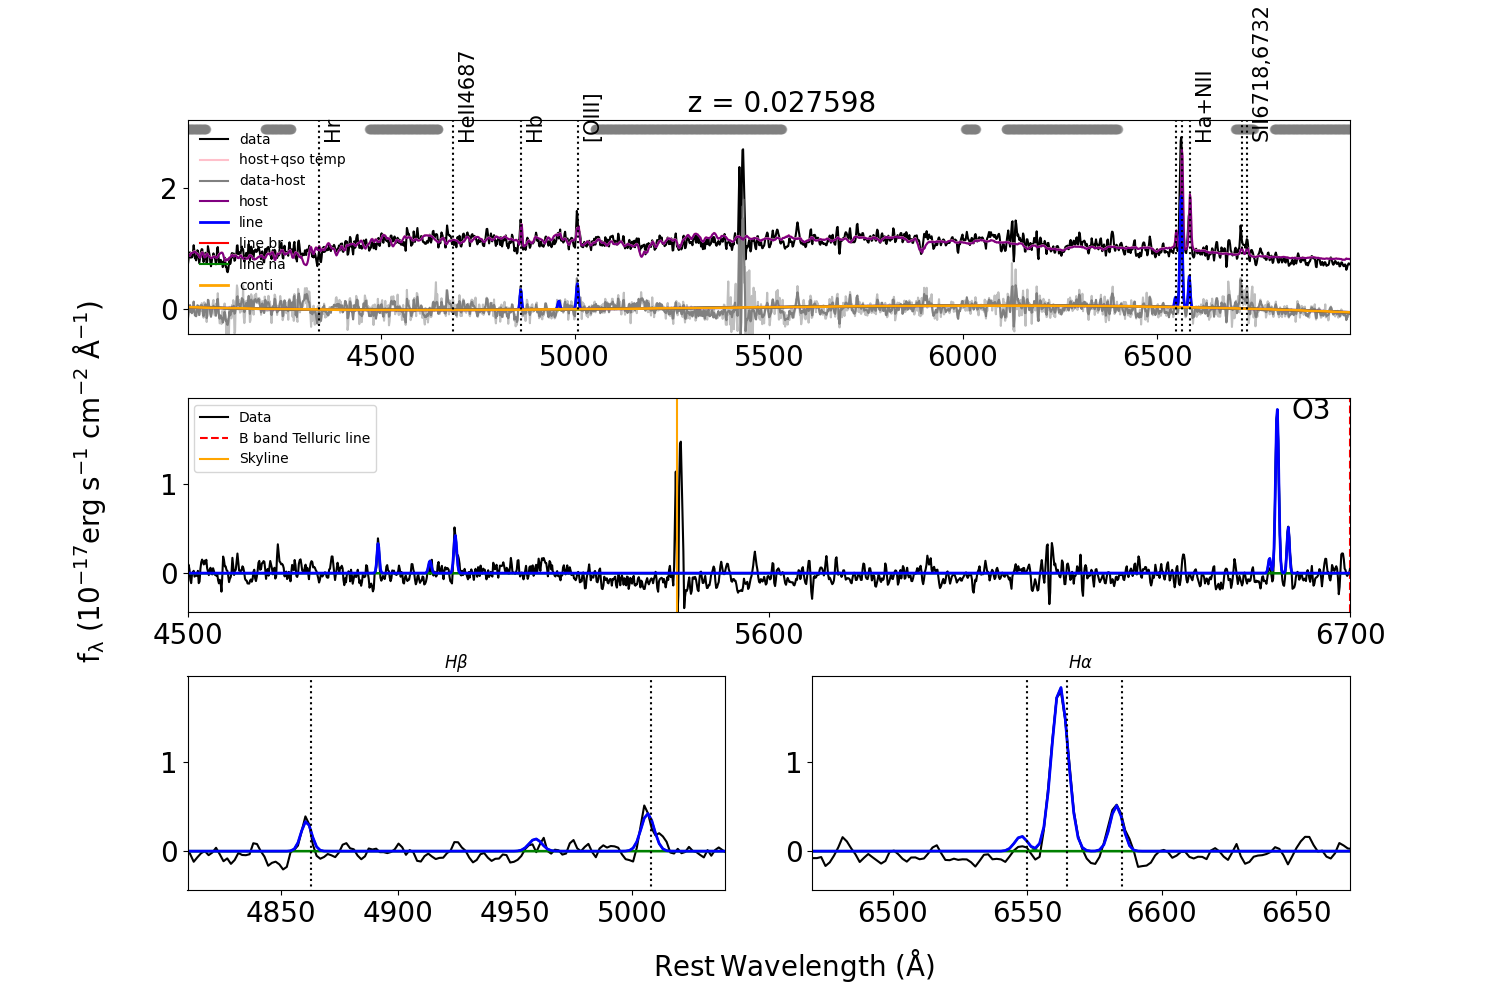 z = 0.027598
Hr
HeII4687
Hb
[OIII]
Ha+NII
SII6718,6732
data
host+qso temp
data-host
host
line
line br
line na
conti
2
0
4500
5000
5500
6000
6500
Data
B band Telluric line
Skyline
O3
1
0
4500
5600
6700
fλ (10⁻¹⁷erg s⁻¹ cm⁻² Å⁻¹)
Hβ
1
0
4850
4900
4950
5000
Hα
1
0
6500
6550
6600
6650
Rest Wavelength (Å)